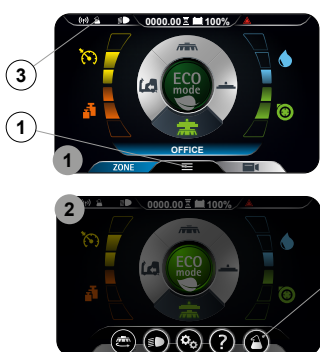 0000.00 100%
3
ECO
mode
1
OFFICE
1
ZONE
2
0000.00 100%
ECO
mode
?